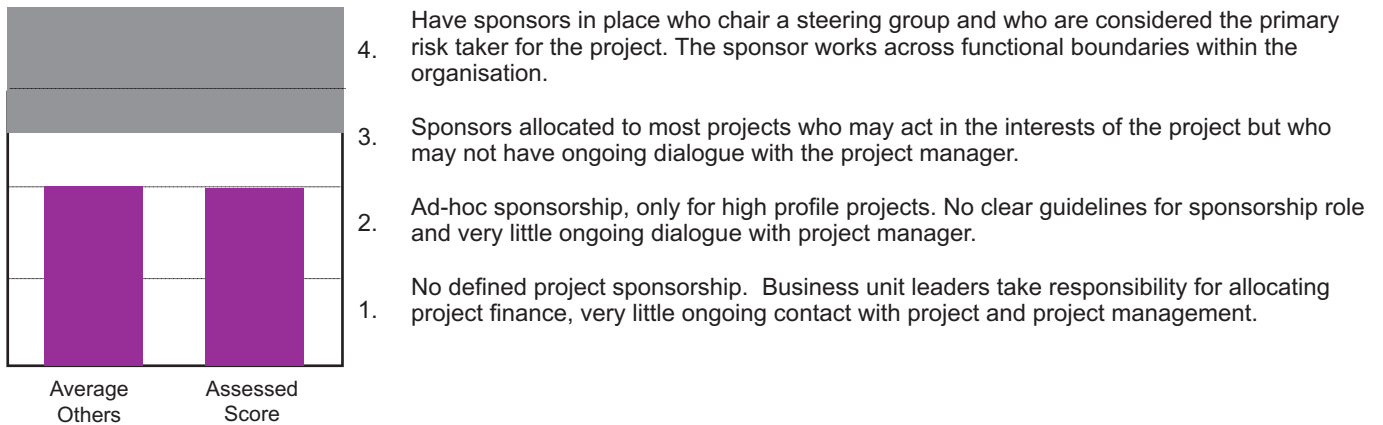 4.
Have sponsors in place who chair a steering group and who are considered the primary
risk taker for the project. The sponsor works across functional boundaries within the
organisation.
3.
Sponsors allocated to most projects who may act in the interests of the project but who
may not have ongoing dialogue with the project manager.
2.
Ad-hoc sponsorship, only for high profile projects. No clear guidelines for sponsorship role
and very little ongoing dialogue with project manager.
1.
No defined project sponsorship.  Business unit leaders take responsibility for allocating
project finance, very little ongoing contact with project and project management.
Average
Others
Assessed
Score